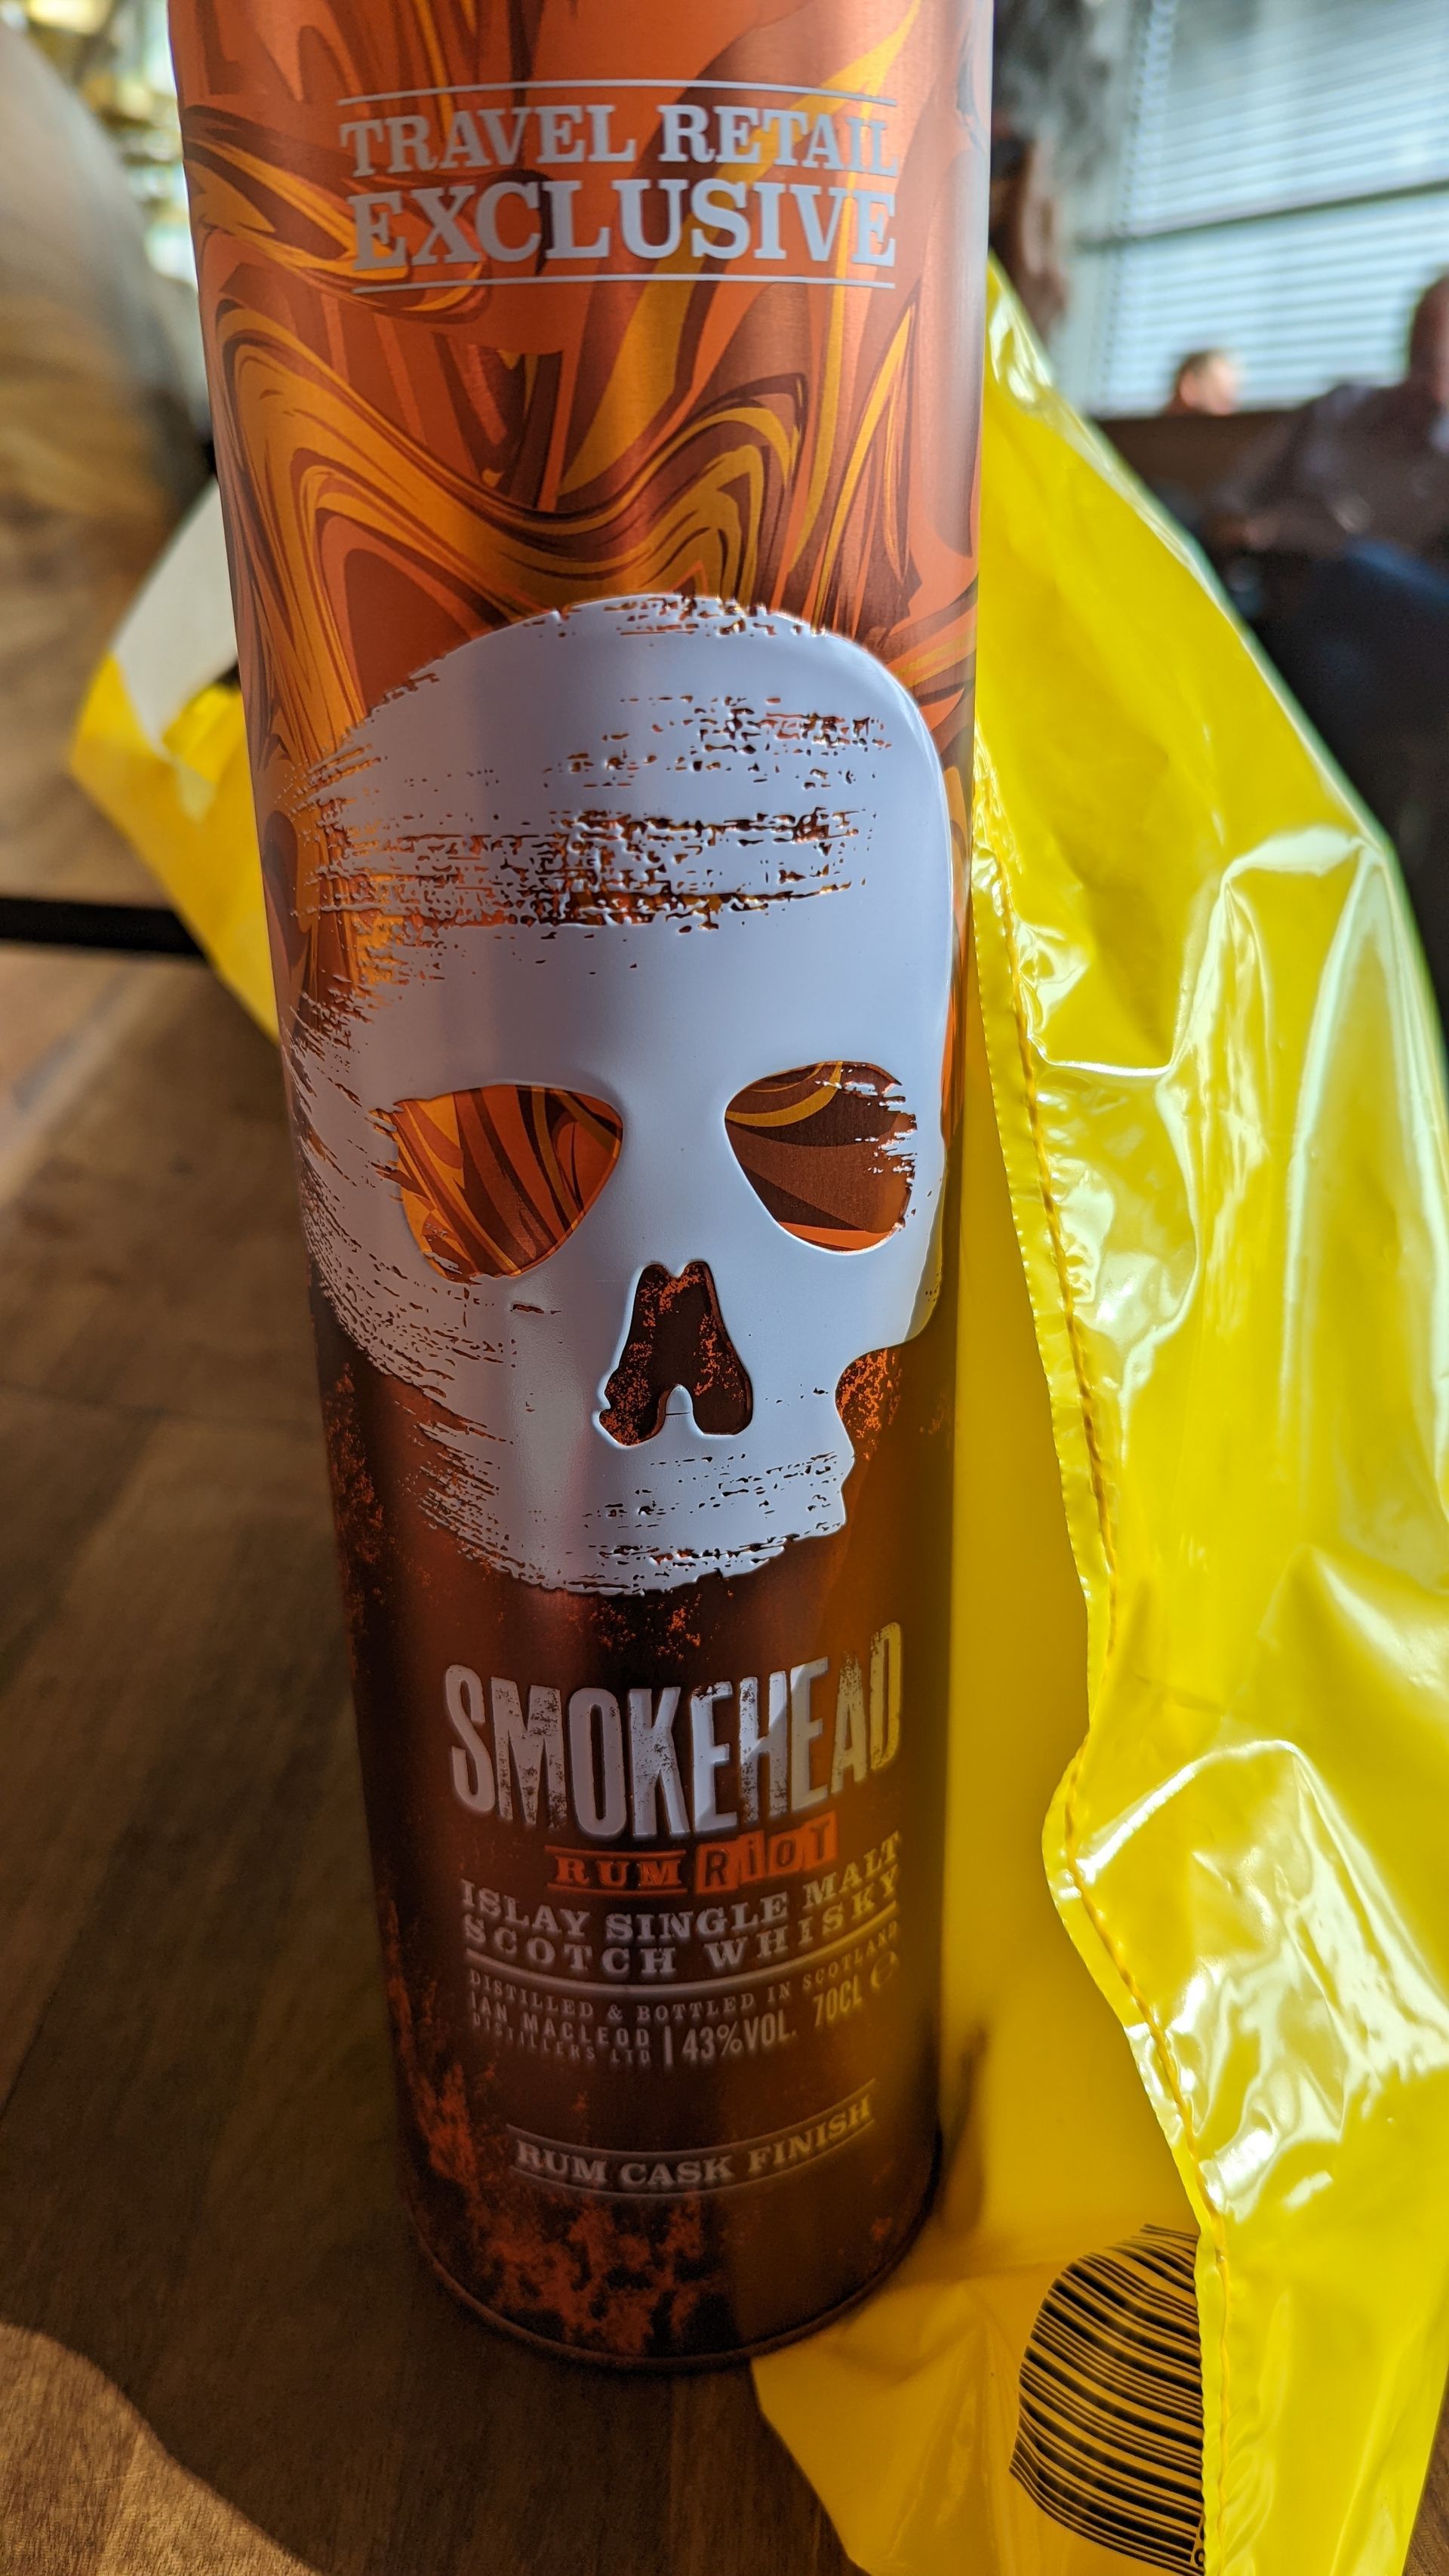 TRAVEL RETAIL
EXCLUSIVE
SMOKEHEAD
RUM RIOT
ISLAY SINGLE MALT
SCOTCH WHISKY
DISTILLED & BOTTLED IN SCOTLAND
IAN MACLEOD
DISTILLERS LTD | 43%VOL. 70CL ℮
RUM CASK FINISH